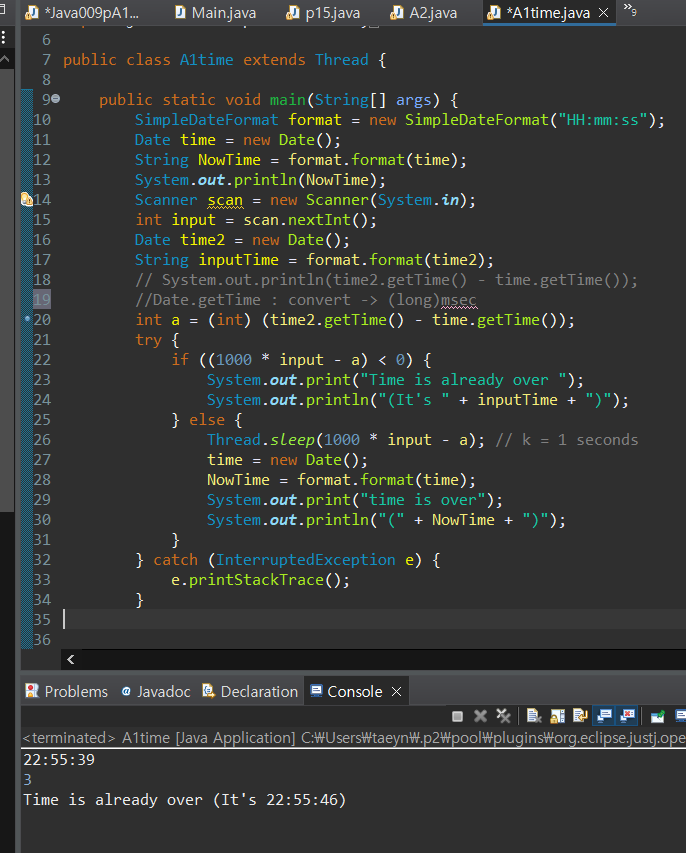 *Java009pA1... Main.java p15.java A2.java *A1time.java 9
6
7 public class A1time extends Thread {
8
9 public static void main(String[] args) {
10 SimpleDateFormat format = new SimpleDateFormat("HH:mm:ss");
11 Date time = new Date();
12 String NowTime = format.format(time);
13 System.out.println(NowTime);
14 Scanner scan = new Scanner(System.in);
15 int input = scan.nextInt();
16 Date time2 = new Date();
17 String inputTime = format.format(time2);
18 // System.out.println(time2.getTime() - time.getTime());
19 //Date.getTime : convert -> (long)msec
20 int a = (int) (time2.getTime() - time.getTime());
21 try {
22 if ((1000 * input - a) < 0) {
23 System.out.print("Time is already over ");
24 System.out.println("(It's " + inputTime + ")");
25 } else {
26 Thread.sleep(1000 * input - a); // k = 1 seconds
27 time = new Date();
28 NowTime = format.format(time);
29 System.out.print("time is over");
30 System.out.println("(" + NowTime + ")");
31 }
32 } catch (InterruptedException e) {
33 e.printStackTrace();
34 }
35
36
Problems Javadoc Declaration Console
<terminated> A1time [Java Application] C:₩Users₩taeyn₩.p2₩pool₩plugins₩org.eclipse.justj.ope
22:55:39
3
Time is already over (It's 22:55:46)